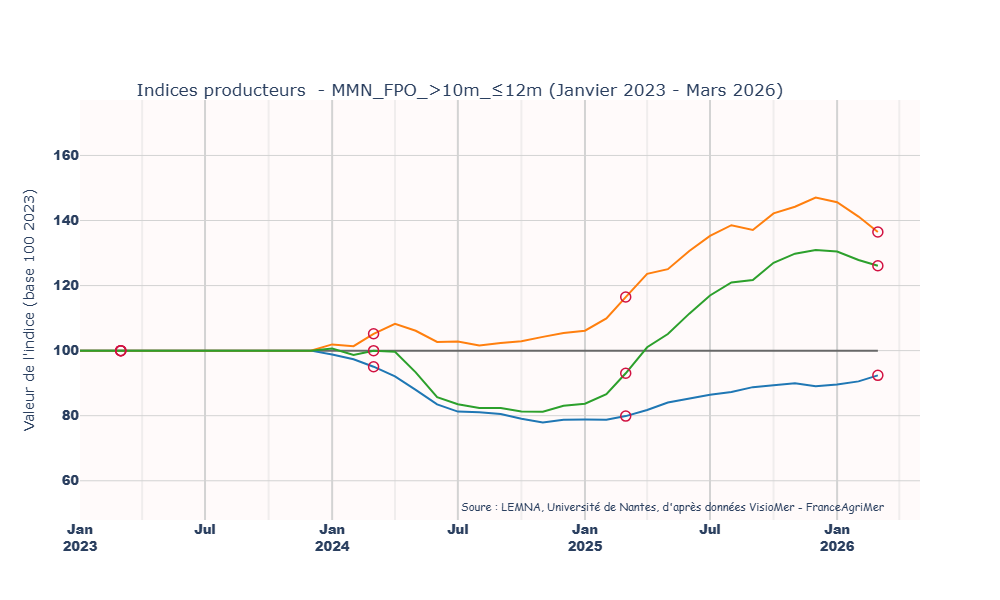 Indices producteurs  - MMN_FPO_>10m_≤12m (Janvier 2023 - Mars 2026)
Valeur de l'indice (base 100 2023)
160
140
120
100
80
60
Soure : LEMNA, Université de Nantes, d'après données VisioMer - FranceAgriMer
Jan Jul Jan Jul Jan Jul Jan
2023 2024 2025 2026